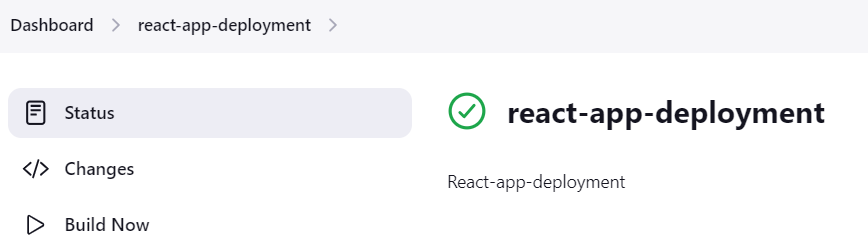 Dashboard
react-app-deployment
Status
Changes
Build Now
react-app-deployment
React-app-deployment